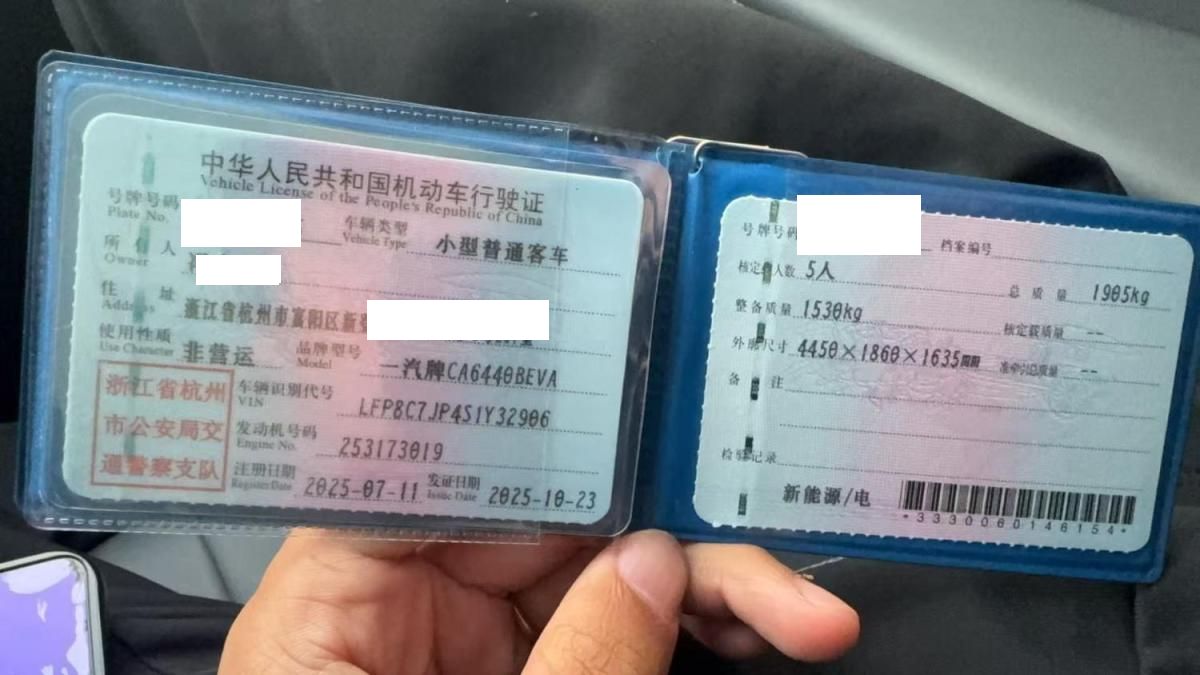 中华人民共和国机动车行驶证
Vehicle License of the People's Republic of China
号牌号码
Plate No.
车辆类型 小型普通客车
Vehicle Type
所有人
Owner
住址 浙江省杭州市富阳区新
Address
使用性质 非营运
Use Character
品牌型号 一汽牌CA6440BEVA
Model
浙江省杭州
市公安局交
通警察支队
车辆识别代号 LFP8C7JP4S1Y32906
VIN
发动机号码 253173019
Engine No.
注册日期 2025-07-11
Register Date
发证日期 2025-10-23
Issue Date
号牌号码
档案编号
核定载人数 5人
总质量 1905kg
整备质量 1530kg
核定载质量 --
外廓尺寸 4450×1860×1635mm
准牵引总质量 --
备注
检验记录
新能源/电
*3330060146154*